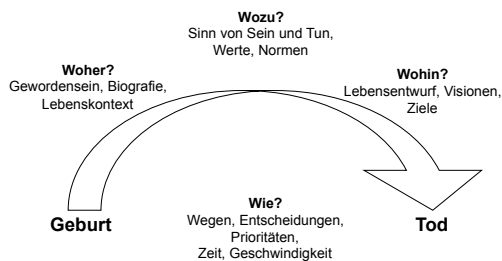 Wozu?
Sinn von Sein und Tun,
Werte, Normen
Woher?
Gewordensein, Biografie,
Lebenskontext
Wohin?
Lebensentwurf, Visionen,
Ziele
Wie?
Wegen, Entscheidungen,
Prioritäten,
Zeit, Geschwindigkeit
Geburt
Tod